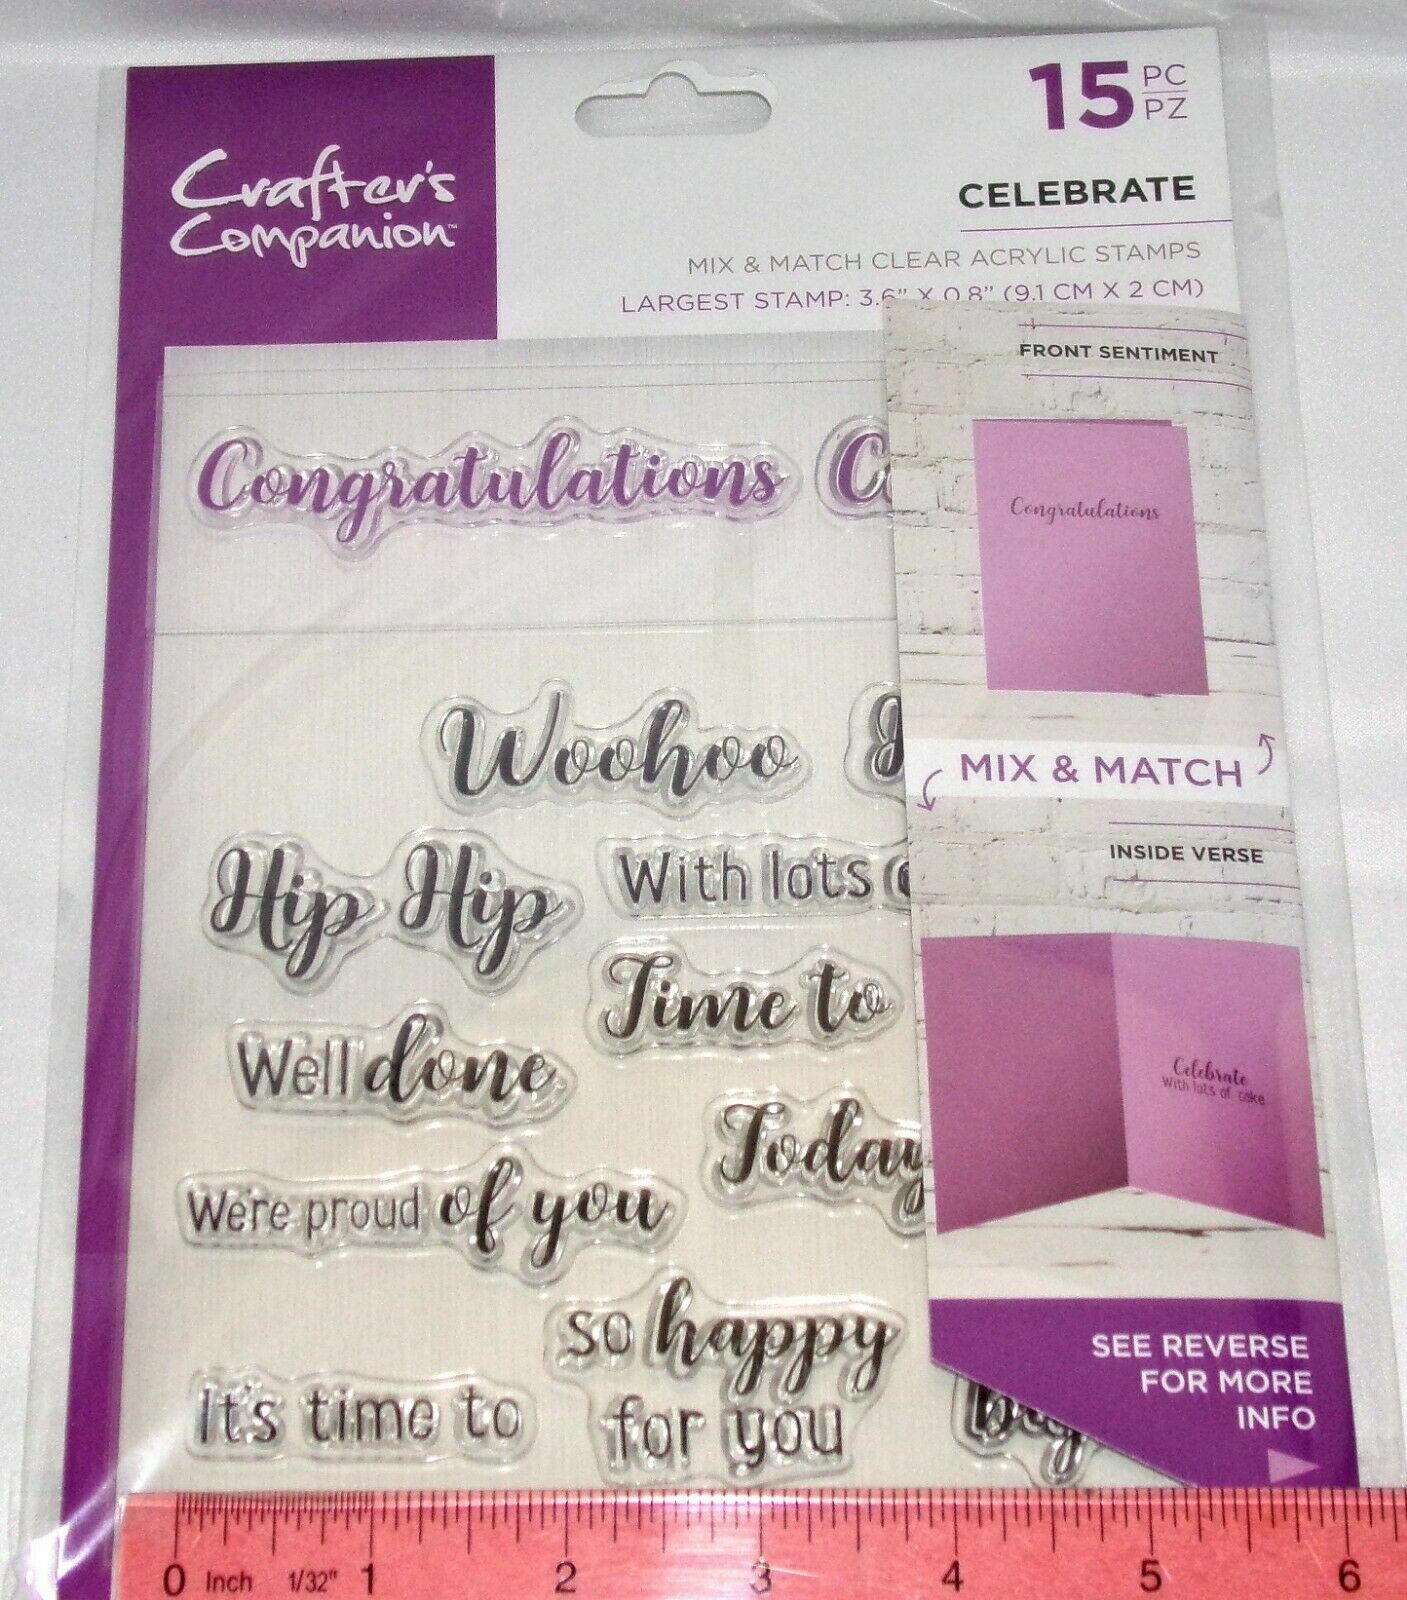 Crafter's
Companion™
15 PC
PZ
CELEBRATE
MIX & MATCH CLEAR ACRYLIC STAMPS
LARGEST STAMP: 3.6" X 0.8" (9.1 CM X 2 CM)
FRONT SENTIMENT
Congratulations
Congratulations
MIX & MATCH
INSIDE VERSE
Celebrate
With lots of cake
Woohoo
Hip Hip
With lots
Time to
Well done
Today
We're proud of you
so happy
for you
It's time to
SEE REVERSE
FOR MORE
INFO
0 Inch 1/32" 1 2 3 4 5 6